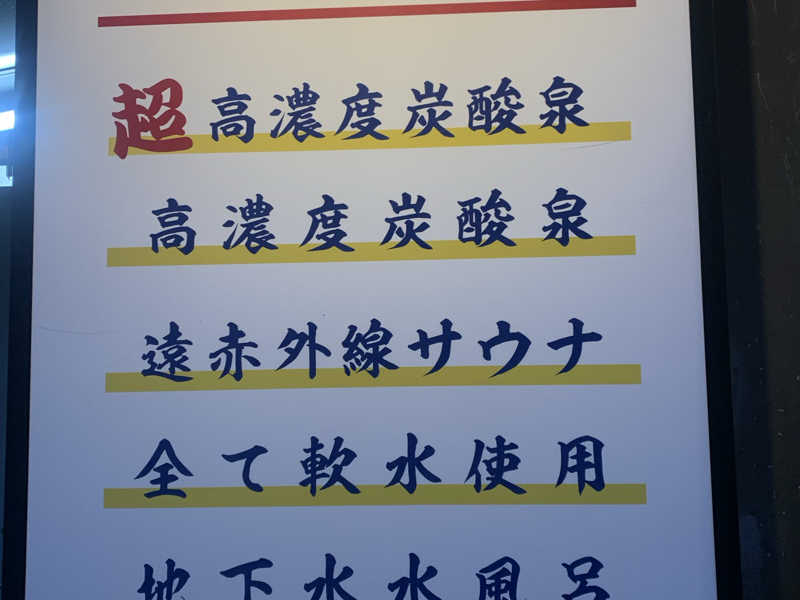 超高濃度炭酸泉
高濃度炭酸泉
遠赤外線サウナ
全て軟水使用
地下水水風呂